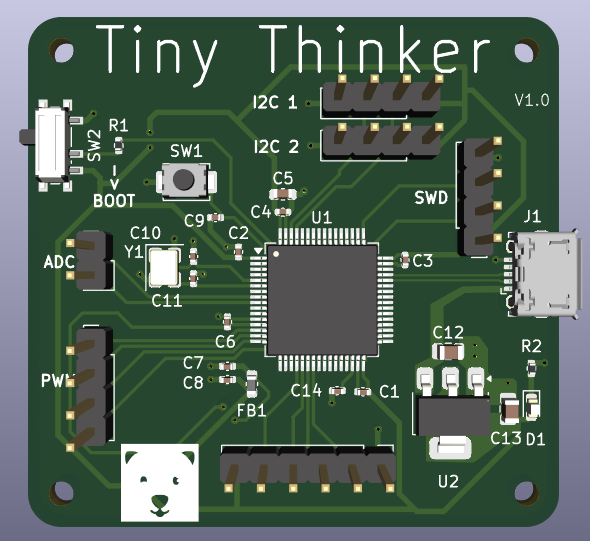 Tiny Thinker
I2C 1
V1.0
R1
SW2
I2C 2
SW1
C5
SWD
BOOT
C4
U1
J1
C9
C10
C2
Y1
ADC
C3
C11
C6
C12
R2
C7
PWM
C8
FB1
C14
C1
C13
D1
U2